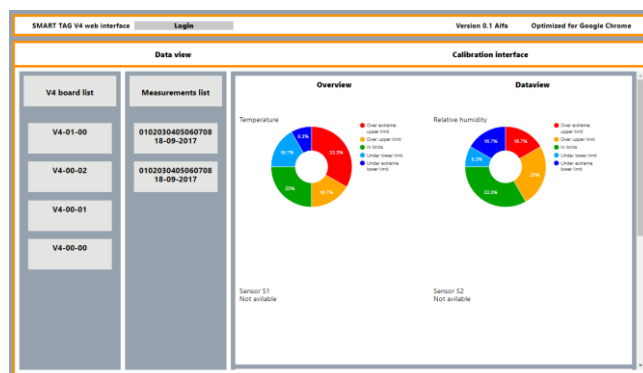 SMART TAG V4 web interface Login Version 0.1 Alfa Optimized for Google Chrome
Data view Calibration interface
V4 board list
V4-01-00
V4-00-02
V4-00-01
V4-00-00
Measurements list
0102030405060708
18-09-2017
0102030405060708
18-09-2017
Overview Dataview
Temperature
8.3%
33.3%
16.7%
25%
16.7%
Over extreme
upper limit
Over upper limit
In limits
Under lower limit
Under extreme
lower limit
Relative humidity
16.7%
16.7%
8.3%
25%
33.3%
Over extreme
upper limit
Over upper limit
In limits
Under lower limit
Under extreme
lower limit
Sensor S1
Not avilable
Sensor S2
Not avilable